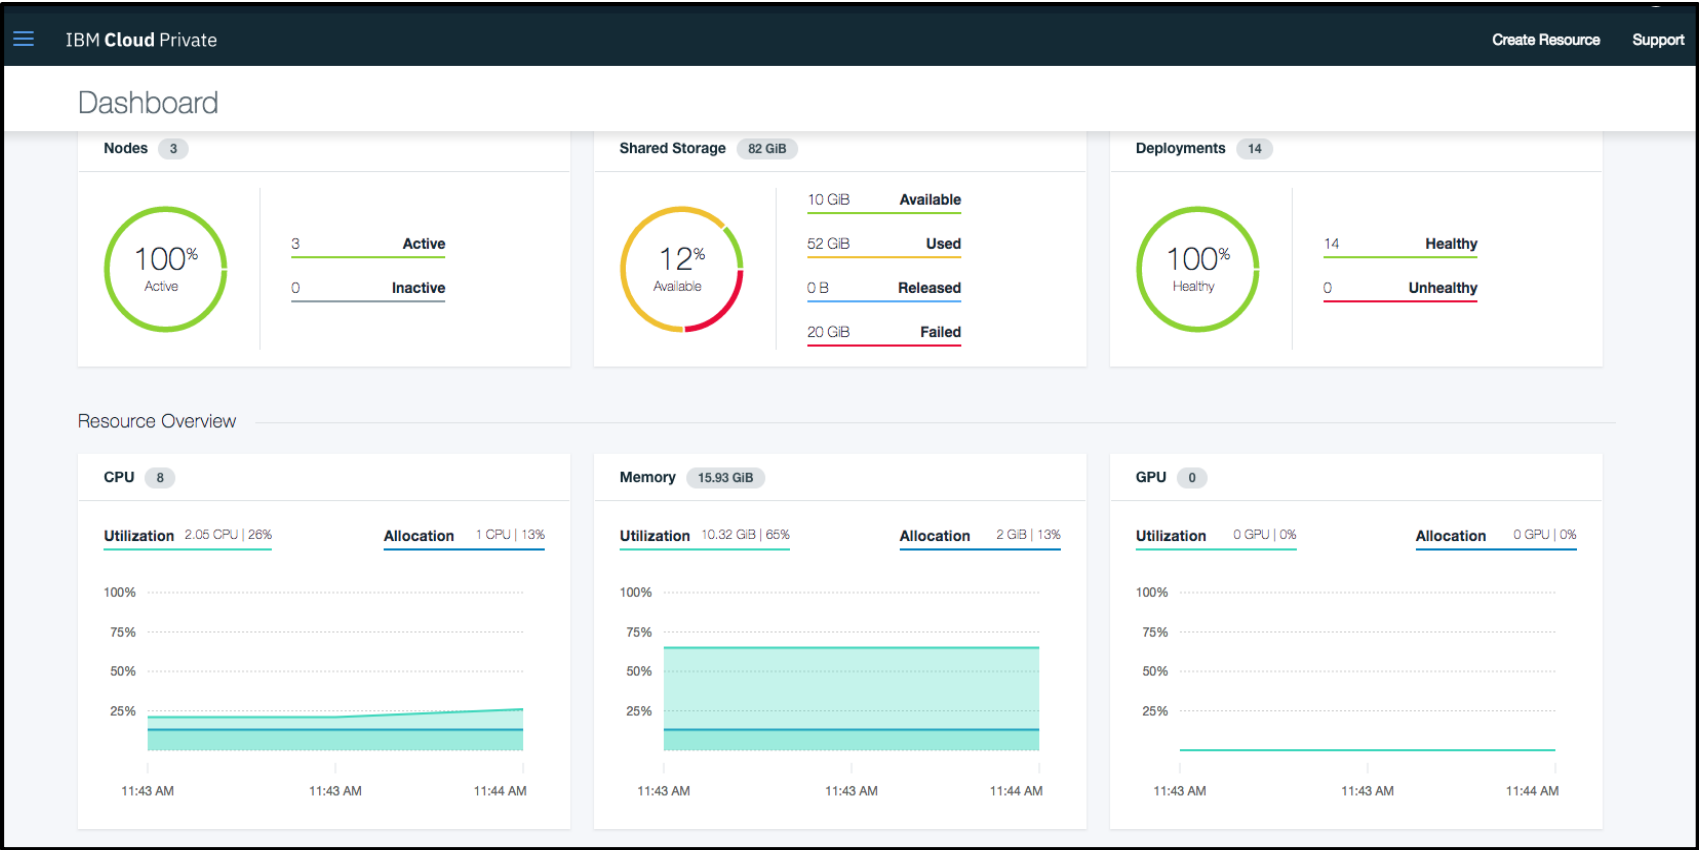 IBM Cloud Private
Create Resource
Support
Dashboard
Nodes 3
100%
Active
3 Active
0 Inactive
Shared Storage 82 GiB
12%
Available
10 GiB Available
52 GiB Used
0 B Released
20 GiB Failed
Deployments 14
100%
Healthy
14 Healthy
0 Unhealthy
Resource Overview
CPU 8
Utilization 2.05 CPU | 26%
Allocation 1 CPU | 13%
100%
75%
50%
25%
11:43 AM 11:43 AM 11:44 AM
Memory 15.93 GiB
Utilization 10.32 GiB | 65%
Allocation 2 GiB | 13%
100%
75%
50%
25%
11:43 AM 11:43 AM 11:44 AM
GPU 0
Utilization 0 GPU | 0%
Allocation 0 GPU | 0%
100%
75%
50%
25%
11:43 AM 11:43 AM 11:44 AM